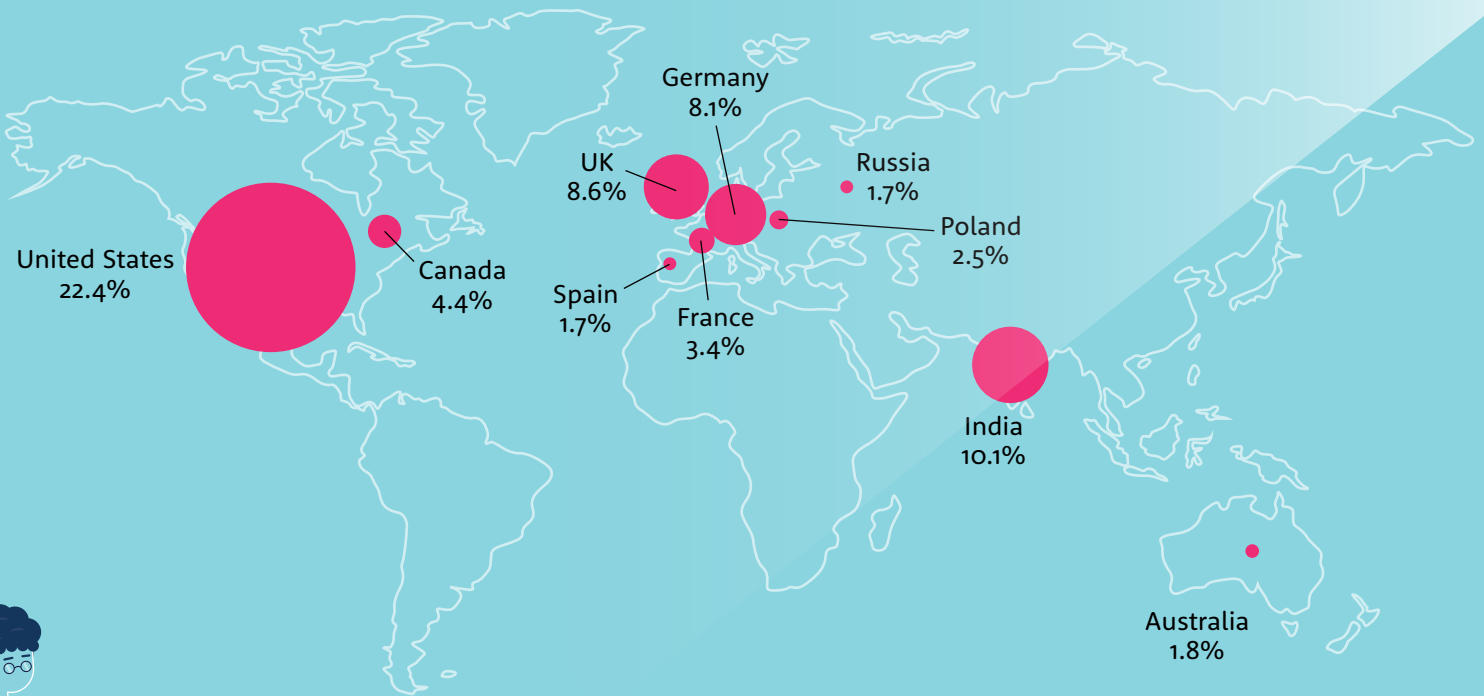 Germany
8.1%
UK
8.6%
Russia
1.7%
Poland
2.5%
United States
22.4%
Canada
4.4%
Spain
1.7%
France
3.4%
India
10.1%
Australia
1.8%